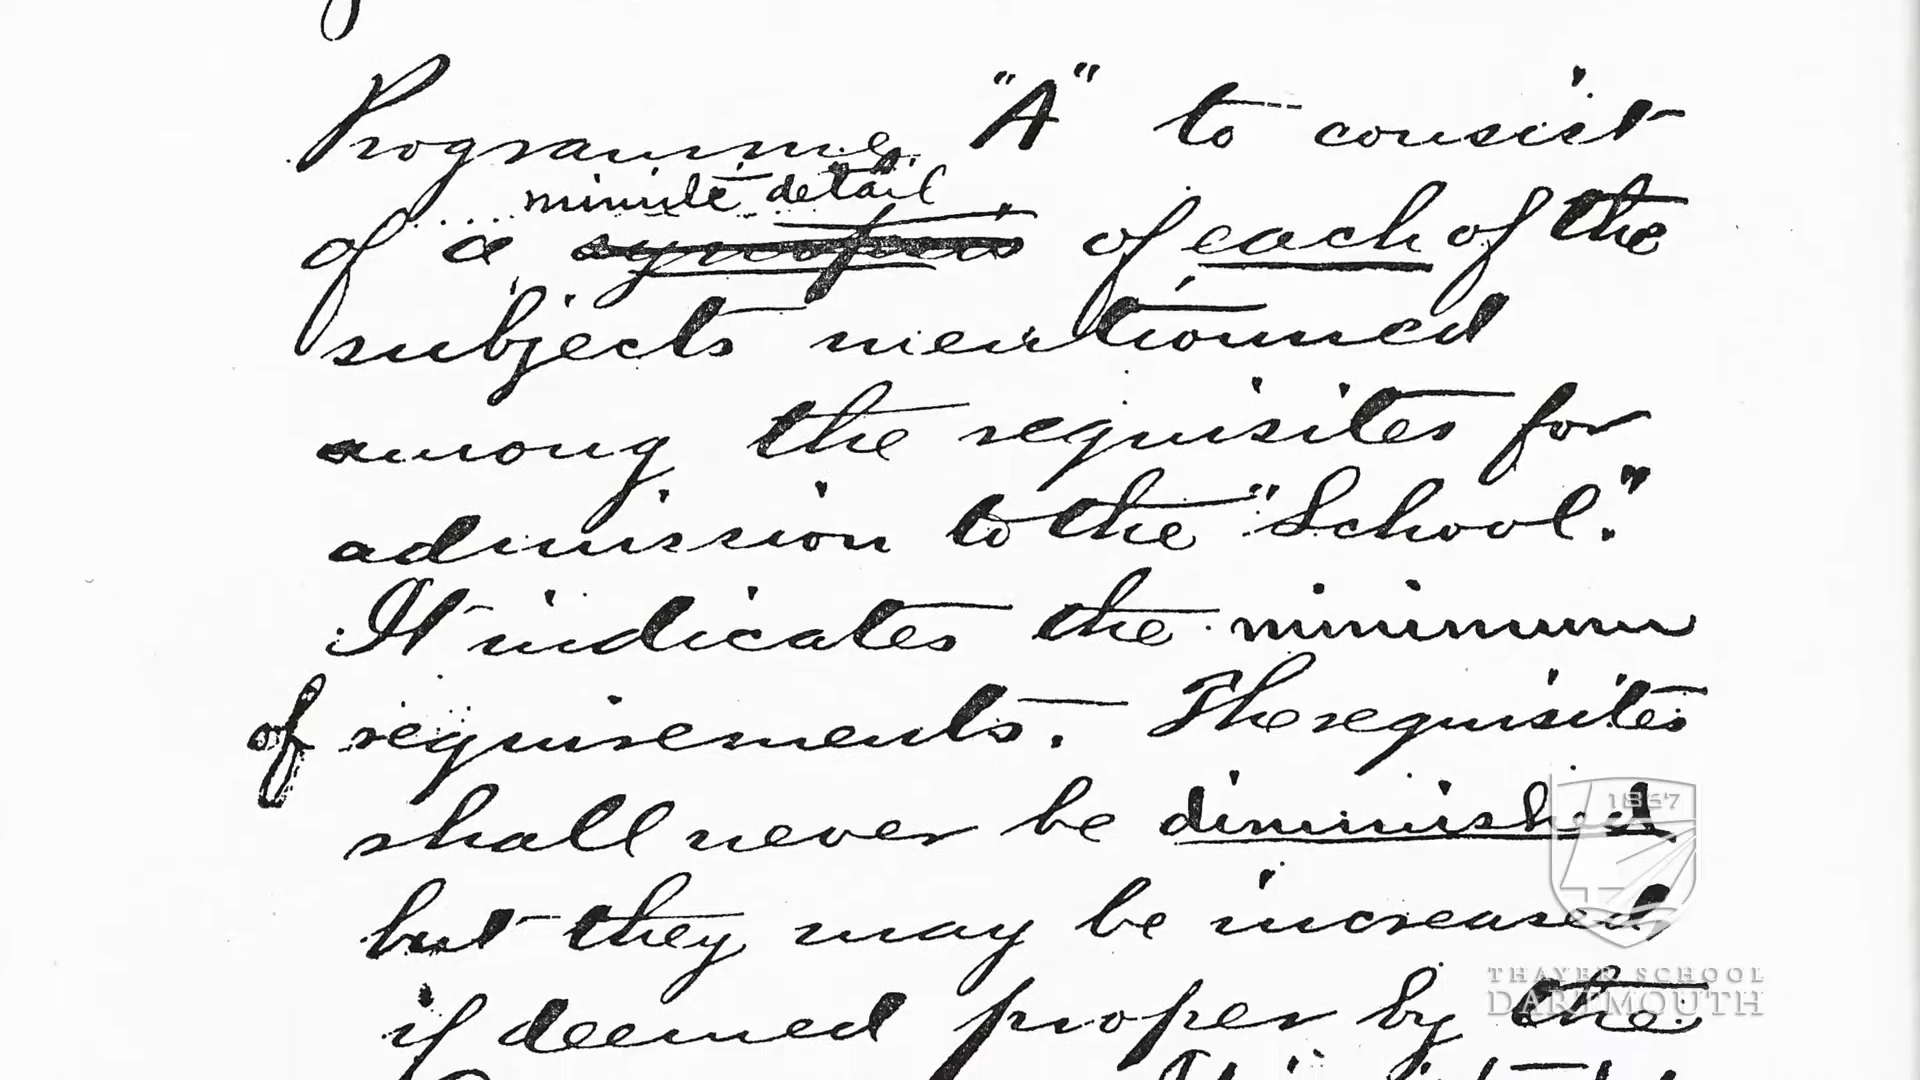 Programme "A" to consist
minute detail
of a synopsis of each of the
subjects mentionned
among the requisites for
admission to the "School."
It indicates the minimum
of requirements. The requisites
shall never be diminished
but they may be increased
if deemed proper by the
1867
THAYER SCHOOL
DARTMOUTH